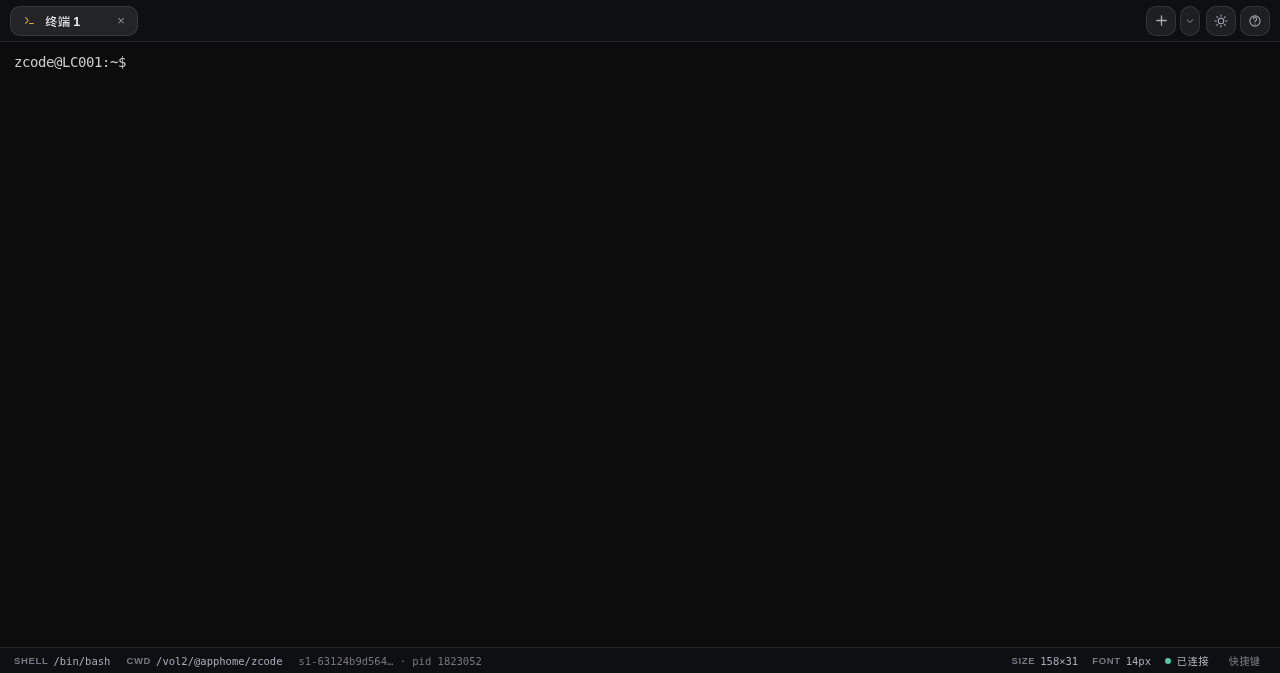 终端 1 ×
zcode@LC001:~$
SHELL /bin/bash CWD /vol2/@apphome/zcode s1-63124b9d564… · pid 1823052 SIZE 158×31 FONT 14px 已连接 快捷键